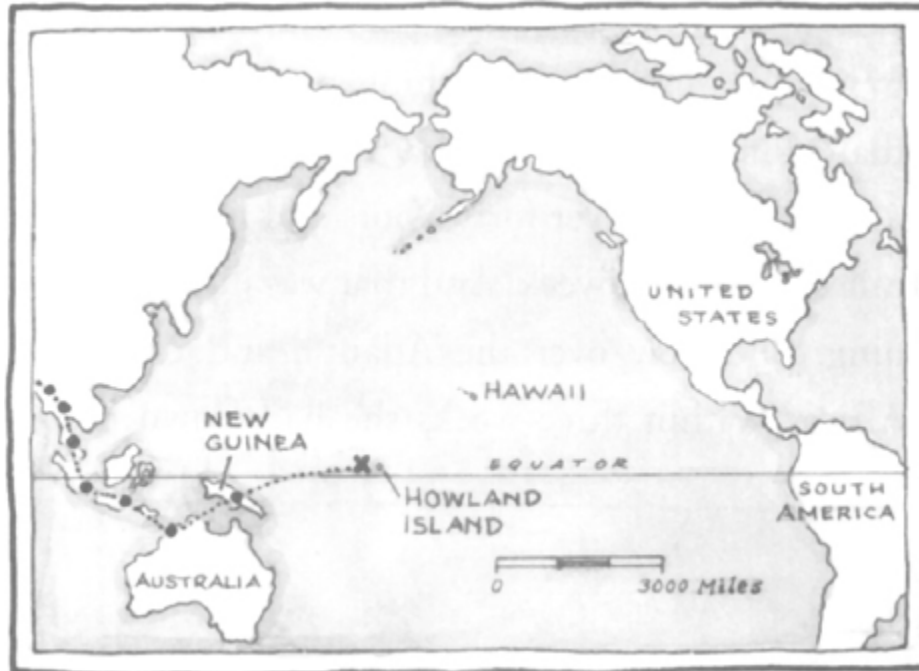 UNITED
STATES
HAWAII
NEW
GUINEA
EQUATOR
HOWLAND
ISLAND
SOUTH
AMERICA
AUSTRALIA
0 3000 Miles